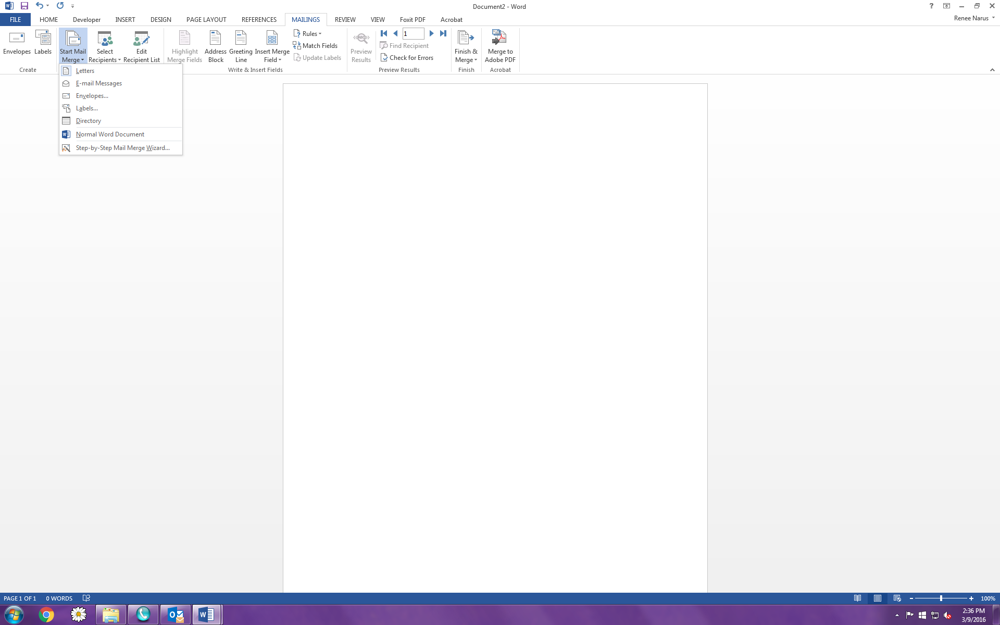 Document2 - Word
FILE HOME Developer INSERT DESIGN PAGE LAYOUT REFERENCES MAILINGS REVIEW VIEW Foxit PDF Acrobat
Renee Narus
Envelopes
Labels
Create
Start Mail
Merge
Select
Recipients
Edit
Recipient List
Highlight
Merge Fields
Address
Block
Greeting
Line
Insert Merge
Field
Rules
Match Fields
Update Labels
Write & Insert Fields
Preview
Results
1
Find Recipient
Check for Errors
Preview Results
Finish &
Merge
Finish
Merge to
Adobe PDF
Acrobat
Letters
E-mail Messages
Envelopes...
Labels...
Directory
Normal Word Document
Step-by-Step Mail Merge Wizard...
PAGE 1 OF 1 0 WORDS
100%
2:36 PM
3/9/2016